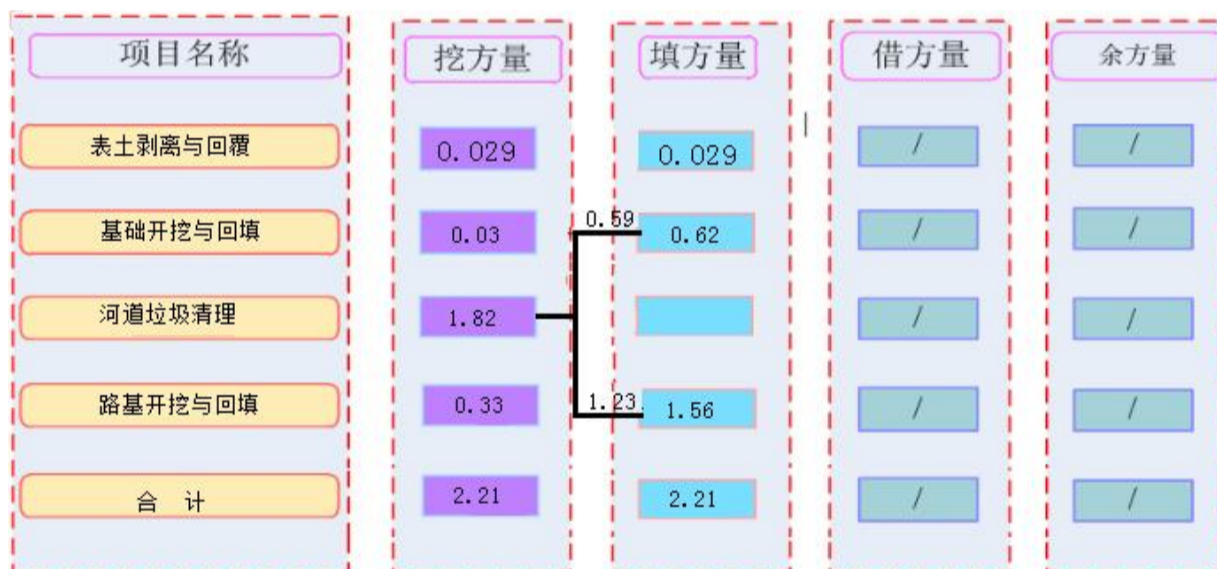 项目名称 挖方量 填方量 借方量 余方量
表土剥离与回覆 0.029 0.029 / /
基础开挖与回填 0.03 0.59 0.62 / /
河道垃圾清理 1.82 / /
路基开挖与回填 0.33 1.23 1.56 / /
合 计 2.21 2.21 / /